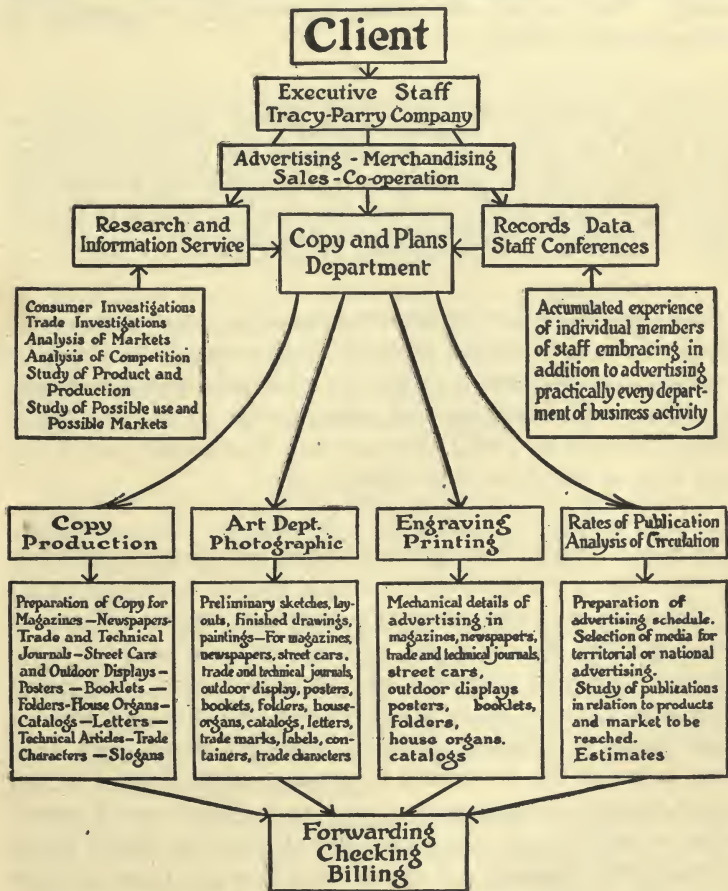 Client
Executive Staff
Tracy-Parry Company
Advertising - Merchandising
Sales - Co-operation
Research and
Information Service
Copy and Plans
Department
Records Data
Staff Conferences
Consumer Investigations
Trade Investigations
Analysis of Markets
Analysis of Competition
Study of Product and
Production
Study of Possible use and
Possible Markets
Accumulated experience
of individual members
of staff embracing in
addition to advertising
practically every depart-
ment of business activity
Copy
Production
Art Dept.
Photographic
Engraving
Printing
Rates of Publication
Analysis of Circulation
Preparation of Copy for
Magazines - Newspapers-
Trade and Technical
Journals - Street Cars
and Outdoor Displays -
Posters - Booklets -
Folders-House Organs-
Catalogs - Letters -
Technical Articles - Trade
Characters - Slogans
Preliminary sketches, lay-
outs, Finished drawings,
paintings - For magazines,
newspapers, street cars,
trade and technical journals,
outdoor display, posters,
bookets, folders, house-
organs, catalogs, letters,
trade marks, labels, con-
tainers, trade characters
Mechanical details of
advertising in
magazines, newspapers,
trade and technical journals,
street cars,
outdoor displays
posters, booklets,
Folders,
house organs.
catalogs
Preparation of
advertising schedule.
Selection of media for
territorial or national
advertising.
Study of publications
in relation to products
and market to be
reached.
Estimates
Forwarding
Checking
Billing